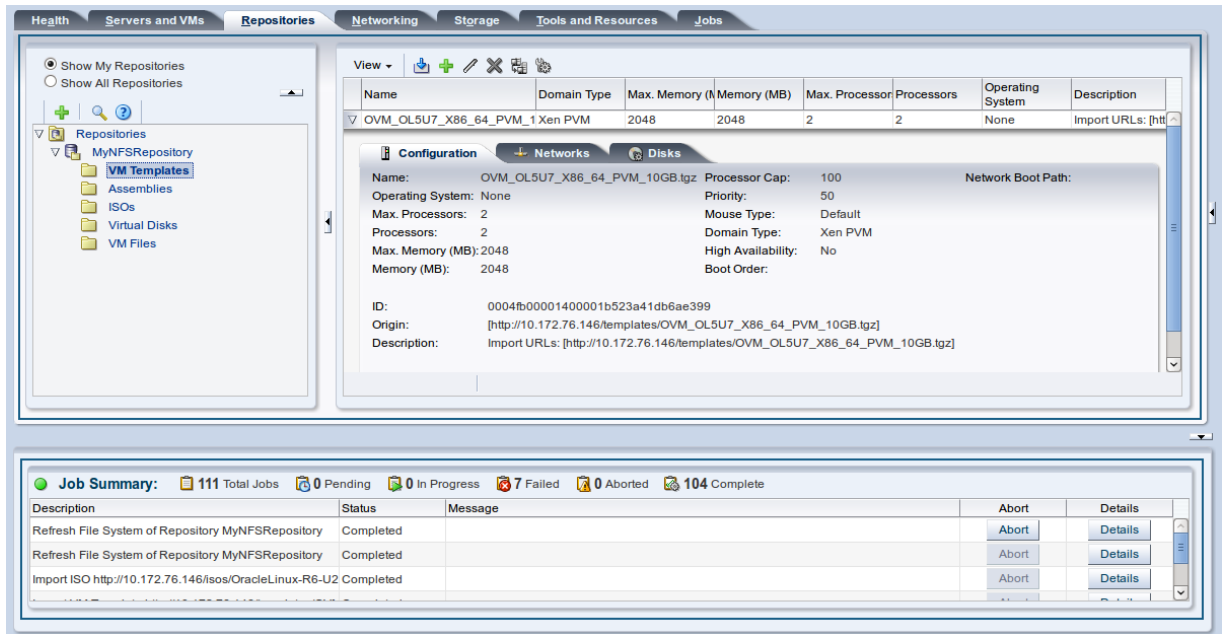 Health Servers and VMs Repositories Networking Storage Tools and Resources Jobs
Show My Repositories
Show All Repositories
Repositories
MyNFSRepository
VM Templates
Assemblies
ISOs
Virtual Disks
VM Files
View
Name Domain Type Max. Memory (M Memory (MB) Max. Processor Processors Operating System Description
OVM_OL5U7_X86_64_PVM_1 Xen PVM 2048 2048 2 2 None Import URLs: [htt
Configuration Networks Disks
Name: OVM_OL5U7_X86_64_PVM_10GB.tgz Processor Cap: 100 Network Boot Path:
Operating System: None Priority: 50
Max. Processors: 2 Mouse Type: Default
Processors: 2 Domain Type: Xen PVM
Max. Memory (MB): 2048 High Availability: No
Memory (MB): 2048 Boot Order:
ID: 0004fb00001400001b523a41db6ae399
Origin: [http://10.172.76.146/templates/OVM_OL5U7_X86_64_PVM_10GB.tgz]
Description: Import URLs: [http://10.172.76.146/templates/OVM_OL5U7_X86_64_PVM_10GB.tgz]
Job Summary: 111 Total Jobs 0 Pending 0 In Progress 7 Failed 0 Aborted 104 Complete
Description Status Message Abort Details
Refresh File System of Repository MyNFSRepository Completed Abort Details
Refresh File System of Repository MyNFSRepository Completed Abort Details
Import ISO http://10.172.76.146/isos/OracleLinux-R6-U2 Completed Abort Details